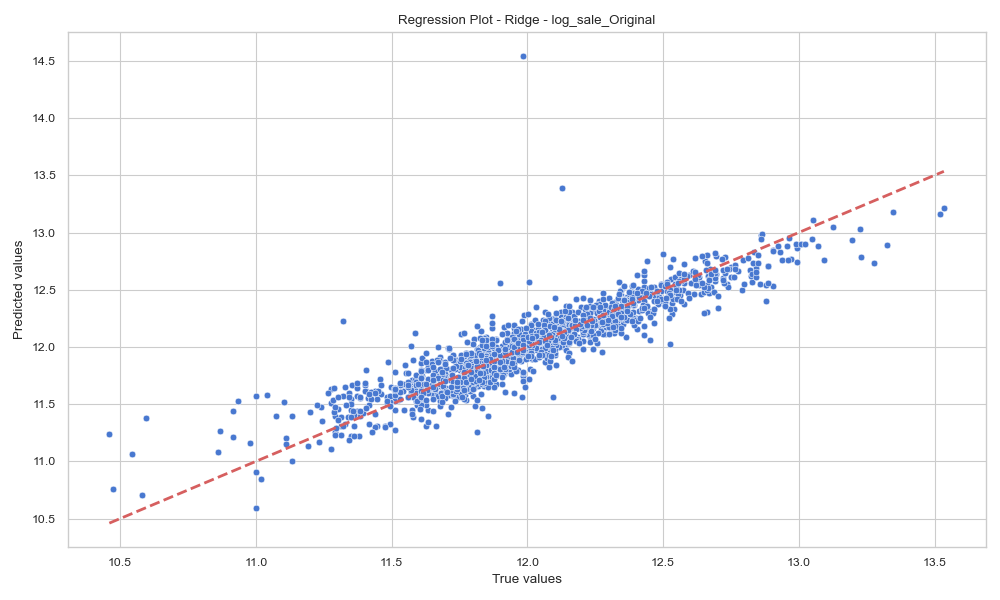 Regression Plot - Ridge - log_sale_Original
Predicted values
14.5
14.0
13.5
13.0
12.5
12.0
11.5
11.0
10.5
10.5 11.0 11.5 12.0 12.5 13.0 13.5
True values